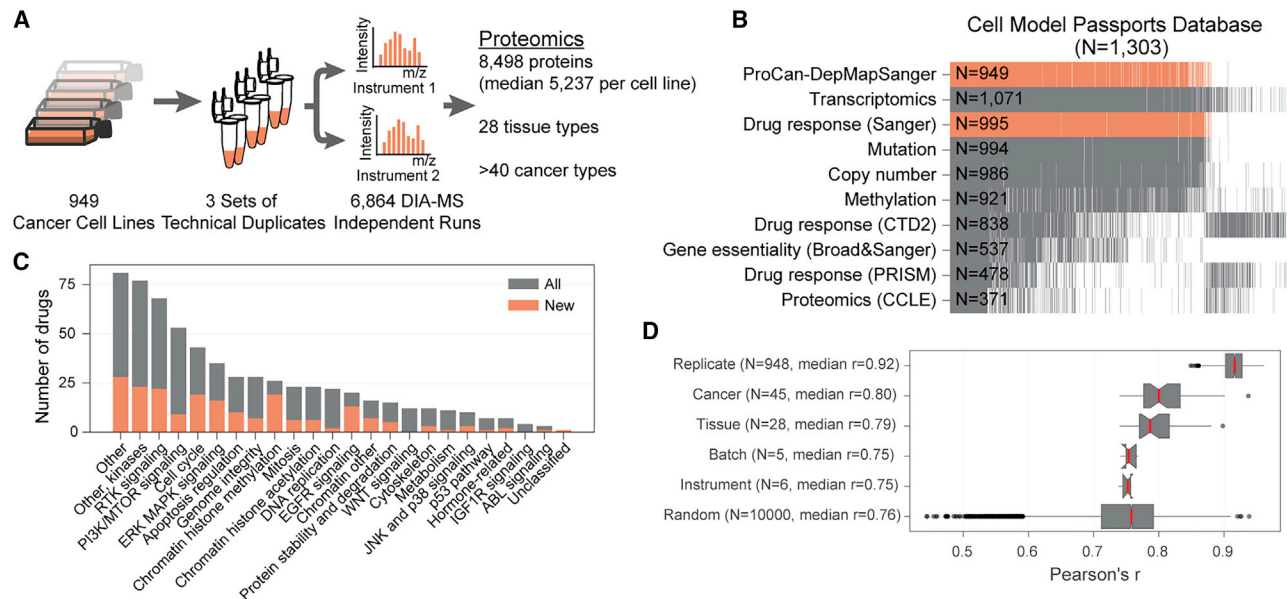 A
Intensity
m/z
Instrument 1
Intensity
m/z
Instrument 2
Proteomics
8,498 proteins
(median 5,237 per cell line)
28 tissue types
>40 cancer types
949
Cancer Cell Lines
3 Sets of
Technical Duplicates
6,864 DIA-MS
Independent Runs
B
Cell Model Passports Database
(N=1,303)
ProCan-DepMapSanger N=949
Transcriptomics N=1,071
Drug response (Sanger) N=995
Mutation N=994
Copy number N=986
Methylation N=921
Drug response (CTD2) N=838
Gene essentiality (Broad&Sanger) N=537
Drug response (PRISM) N=478
Proteomics (CCLE) N=371
C
Number of drugs
75
50
25
0
All
New
Other
Other, kinases
RTK signaling
PI3K/MTOR signaling
Cell cycle
ERK MAPK signaling
Apoptosis regulation
Genome integrity
Chromatin histone methylation
Mitosis
Chromatin histone acetylation
DNA replication
EGFR signaling
Chromatin other
Protein stability and degradation
WNT signaling
Cytoskeleton
Metabolism
JNK and p38 signaling
p53 pathway
Hormone-related
IGF1R signaling
ABL signaling
Unclassified
D
Replicate (N=948, median r=0.92)
Cancer (N=45, median r=0.80)
Tissue (N=28, median r=0.79)
Batch (N=5, median r=0.75)
Instrument (N=6, median r=0.75)
Random (N=10000, median r=0.76)
0.5 0.6 0.7 0.8 0.9
Pearson's r